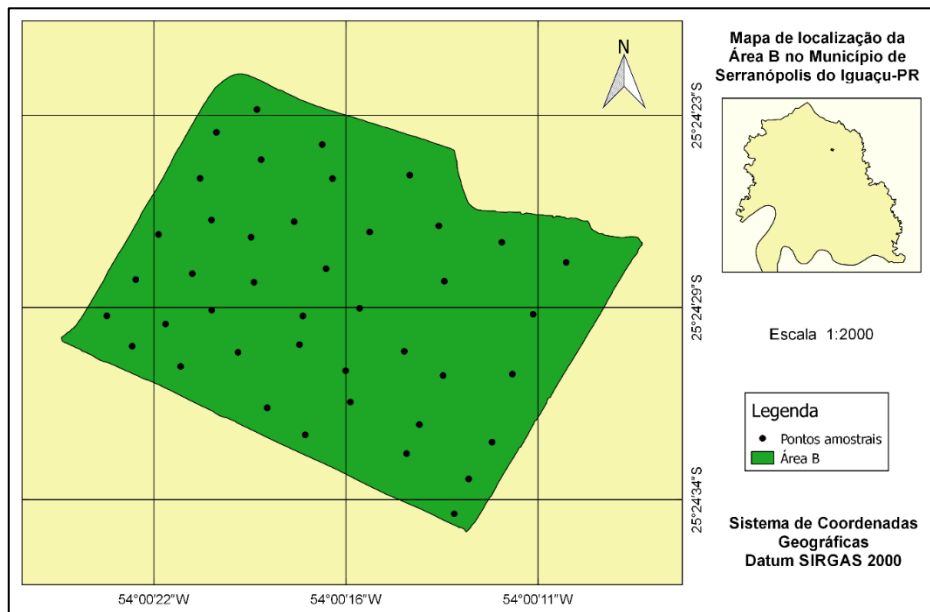 Mapa de localização da
Área B no Município de
Serranópolis do Iguaçu-PR
N
25°24'23"S
25°24'29"S
25°24'34"S
54°00'22"W
54°00'16"W
54°00'11"W
Escala 1:2000
Legenda
Pontos amostrais
Área B
Sistema de Coordenadas
Geográficas
Datum SIRGAS 2000